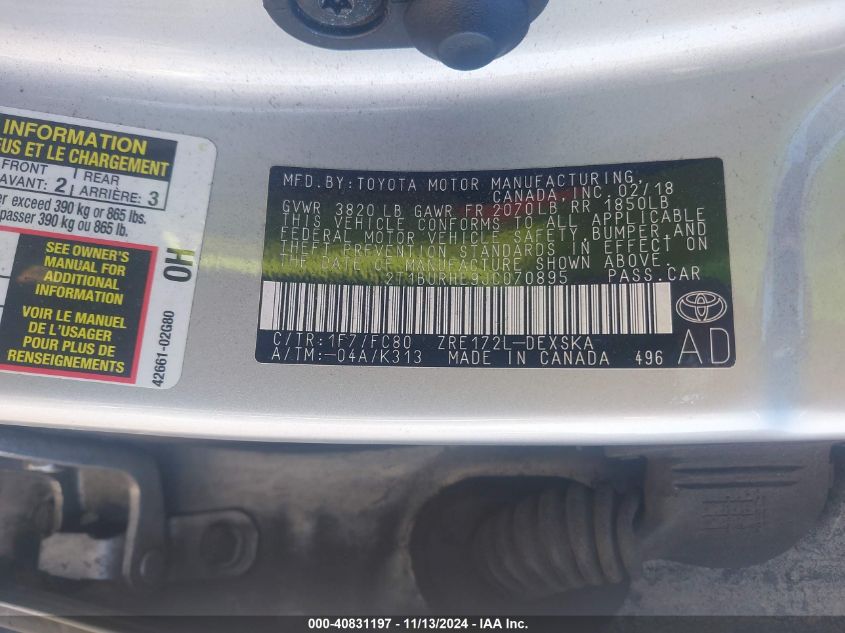 INFORMATION
EUS ET LE CHARGEMENT
FRONT
AVANT: 2
REAR
ARRIÈRE: 3
er exceed 390 kg or 865 lbs.
passer 390 kg ou 865 lb.
SEE OWNER'S
MANUAL FOR
ADDITIONAL
INFORMATION
VOIR LE MANUEL
DE L'USAGER
POUR PLUS DE
RENSEIGNEMENTS
0H
42661-02G80
MFD.BY:TOYOTA MOTOR MANUFACTURING,
CANADA,INC. 02/18
GVWR 3820LB GAWR FR 2070LB RR 1850LB
THIS VEHICLE CONFORMS TO ALL APPLICABLE
FEDERAL MOTOR VEHICLE SAFETY, BUMPER,AND
THEFT PREVENTION STANDARDS IN EFFECT ON
THE DATE OF MANUFACTURE SHOWN ABOVE.
PASS.CAR
C/TR:1F7/FC80 ZRE172L-DEXSKA
A/TM:-04A/K313 MADE IN CANADA 496
AD
000-40831197 - 11/13/2024 - IAA Inc.